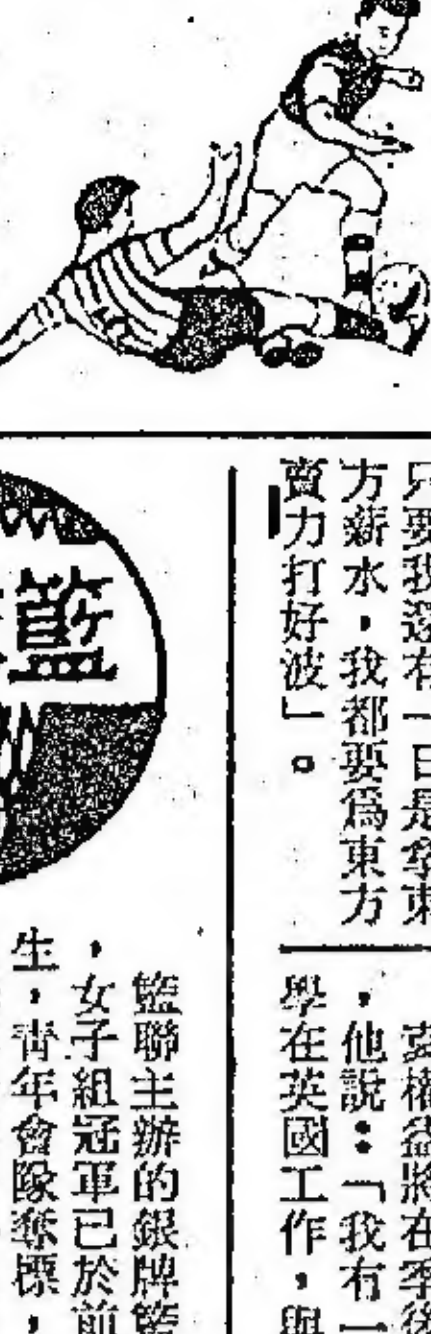 只要我還有一日是拿東
方薪水，我都要爲東方
賣力打好波」。
權益將在季後
，他說：「我有一
學在英國工作，與
籃
籃聯主辦的銀牌籃
，女子組冠軍已於前
生，青年會隊奪標，